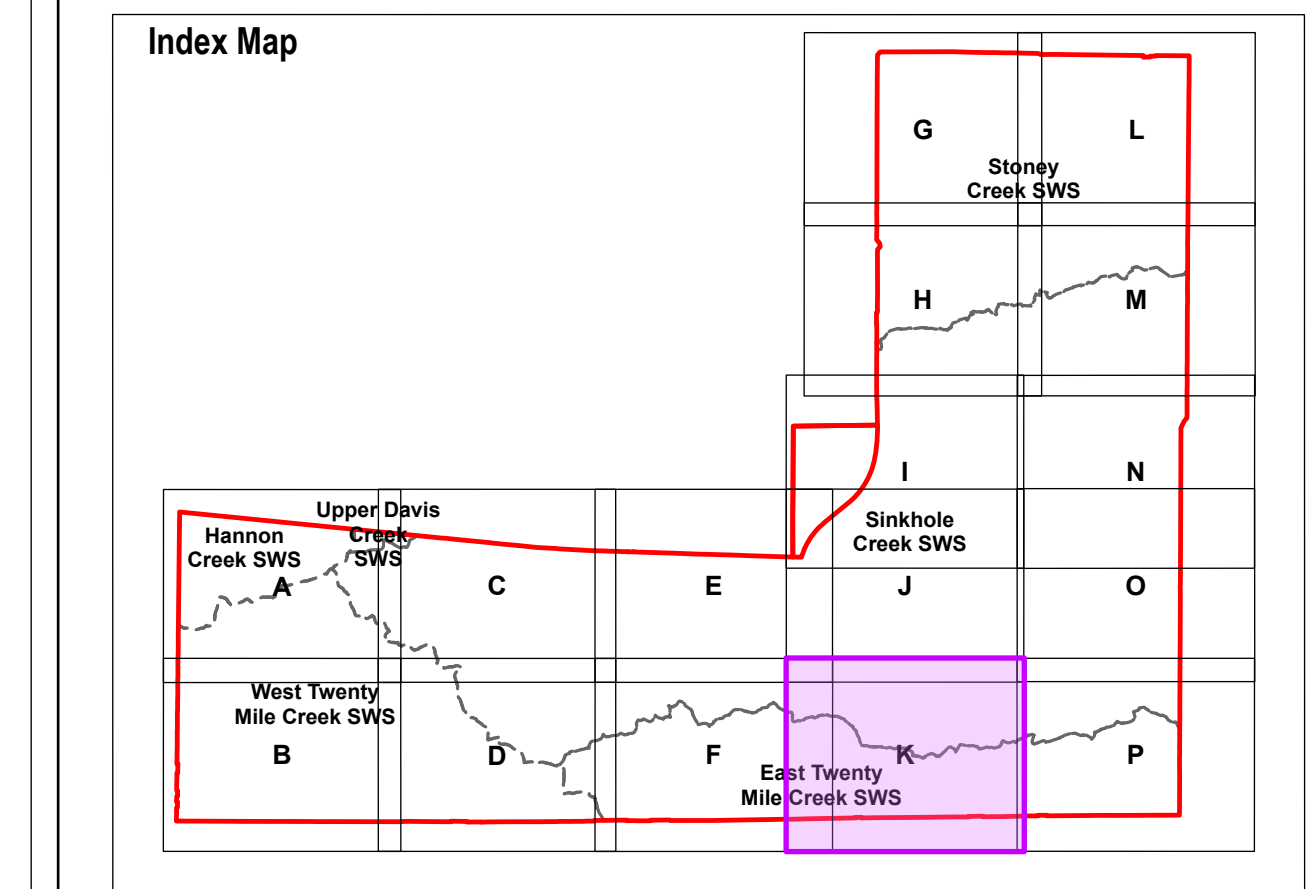 Index Map
G
L
Stoney
Creek SWS
H
M
I
N
Sinkhole
Creek SWS
Upper Davis
Creek
SWS
Hannon
Creek SWS
A
C
E
J
O
West Twenty
Mile Creek SWS
B
D
F
K
P
East Twenty
Mile Creek SWS